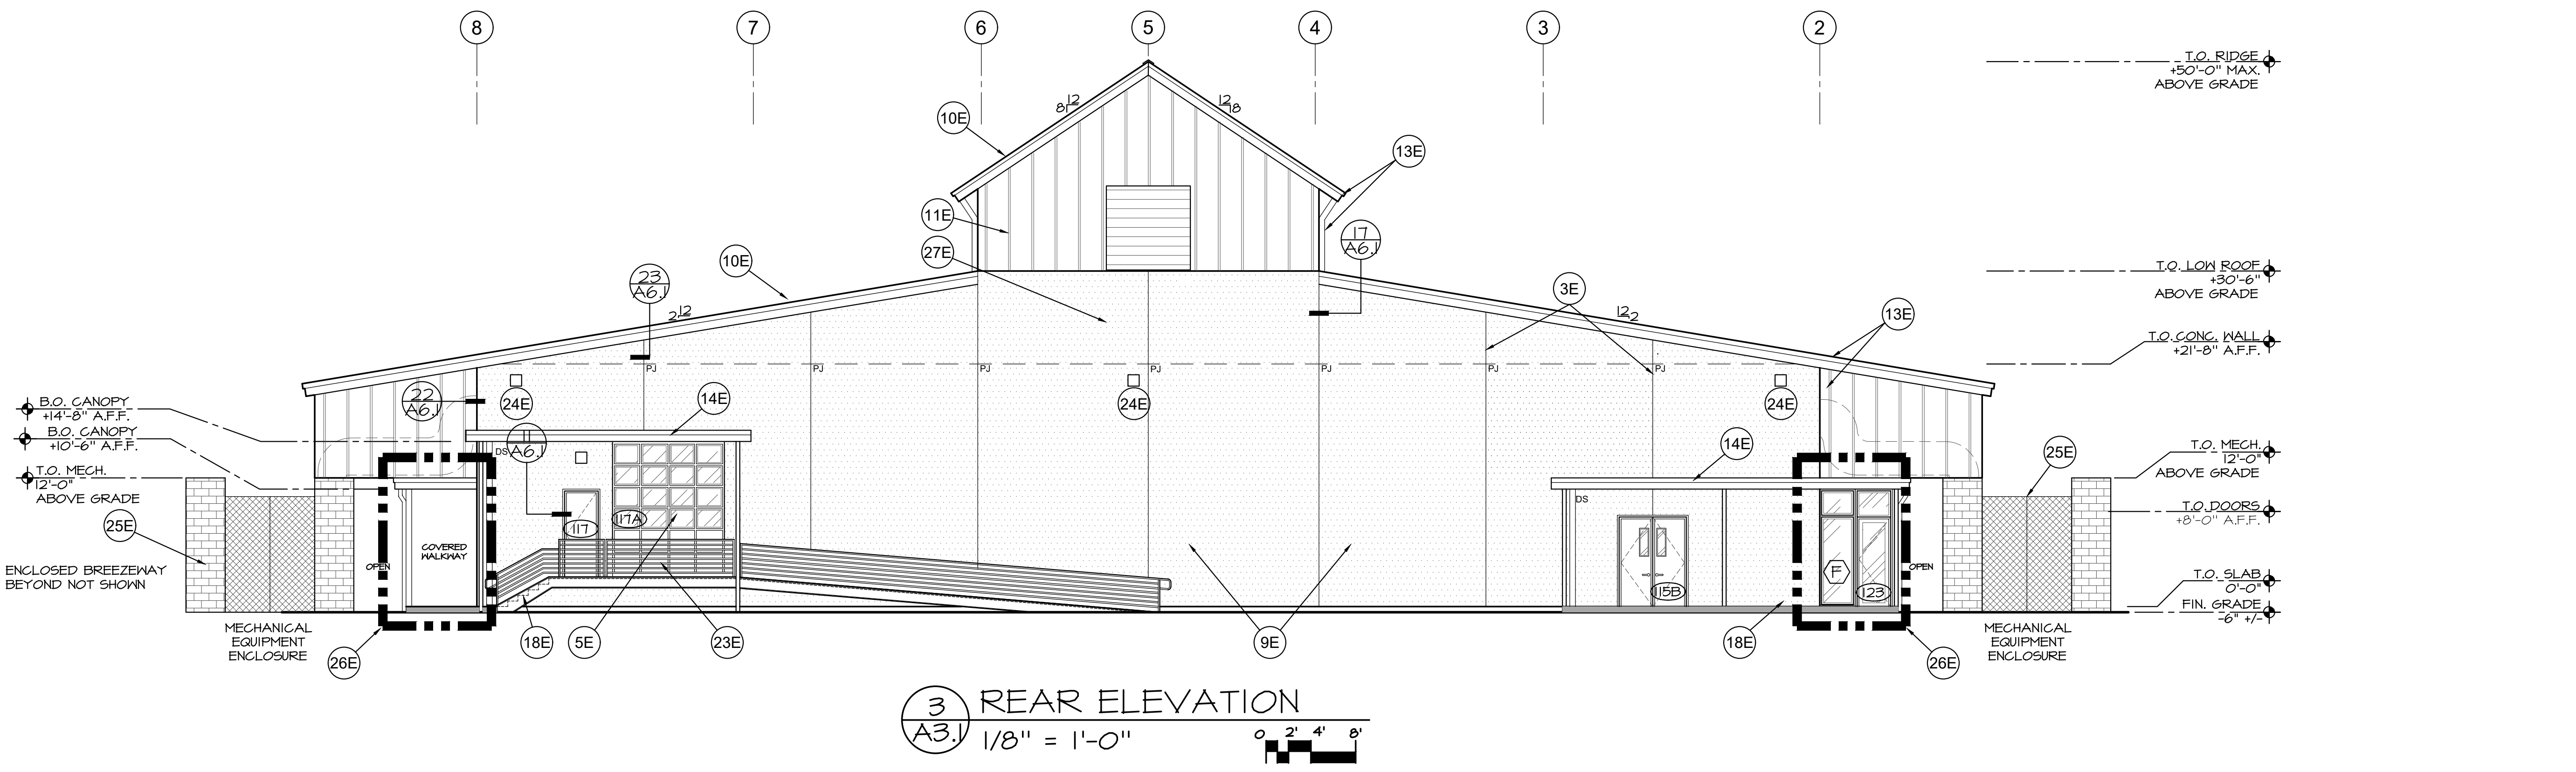 8
7
6
5
4
3
2
T.O. RIDGE
+50'-0" MAX.
ABOVE GRADE
12
8
12
8
10E
13E
11E
17
A6.1
27E
10E
23
A6.1
3E
T.O. LOW ROOF
+30'-6"
ABOVE GRADE
12
2
12
2
13E
T.O. CONC. WALL
+21'-8" A.F.F.
PJ
PJ
PJ
PJ
PJ
PJ
PJ
22
A6.1
24E
14E
24E
24E
B.O. CANOPY
+14'-8" A.F.F.
B.O. CANOPY
+10'-6" A.F.F.
T.O. MECH.
12'-0"
ABOVE GRADE
DS
11
A6.1
14E
25E
T.O. MECH.
12'-0"
ABOVE GRADE
DS
25E
117
117A
T.O. DOORS
+8'-0" A.F.F.
COVERED
WALKWAY
OPEN
OPEN
ENCLOSED BREEZEWAY
BEYOND NOT SHOWN
F
115B
123
T.O. SLAB
0'-0"
FIN. GRADE
-6" +/-
MECHANICAL
EQUIPMENT
ENCLOSURE
26E
18E
5E
23E
9E
18E
26E
MECHANICAL
EQUIPMENT
ENCLOSURE
3
A3.1
REAR ELEVATION
1/8" = 1'-0"
0 2' 4' 8'